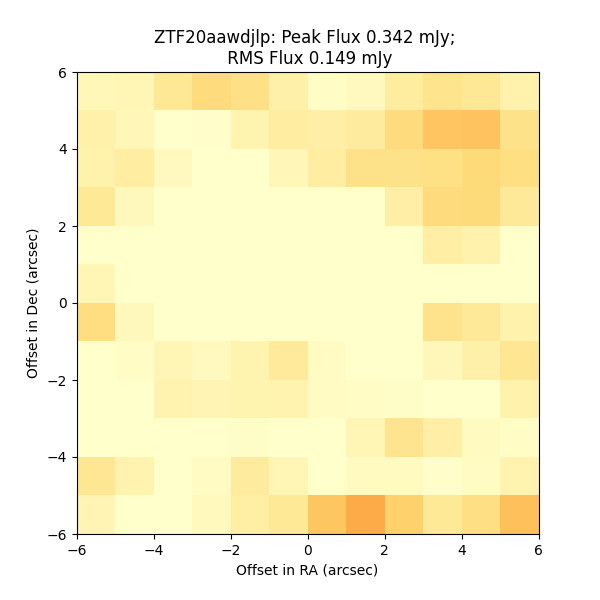 ZTF20aawdjlp: Peak Flux 0.342 mJy;
RMS Flux 0.149 mJy
6
4
2
0
−2
−4
−6
Offset in Dec (arcsec)
−6 −4 −2 0 2 4 6
Offset in RA (arcsec)